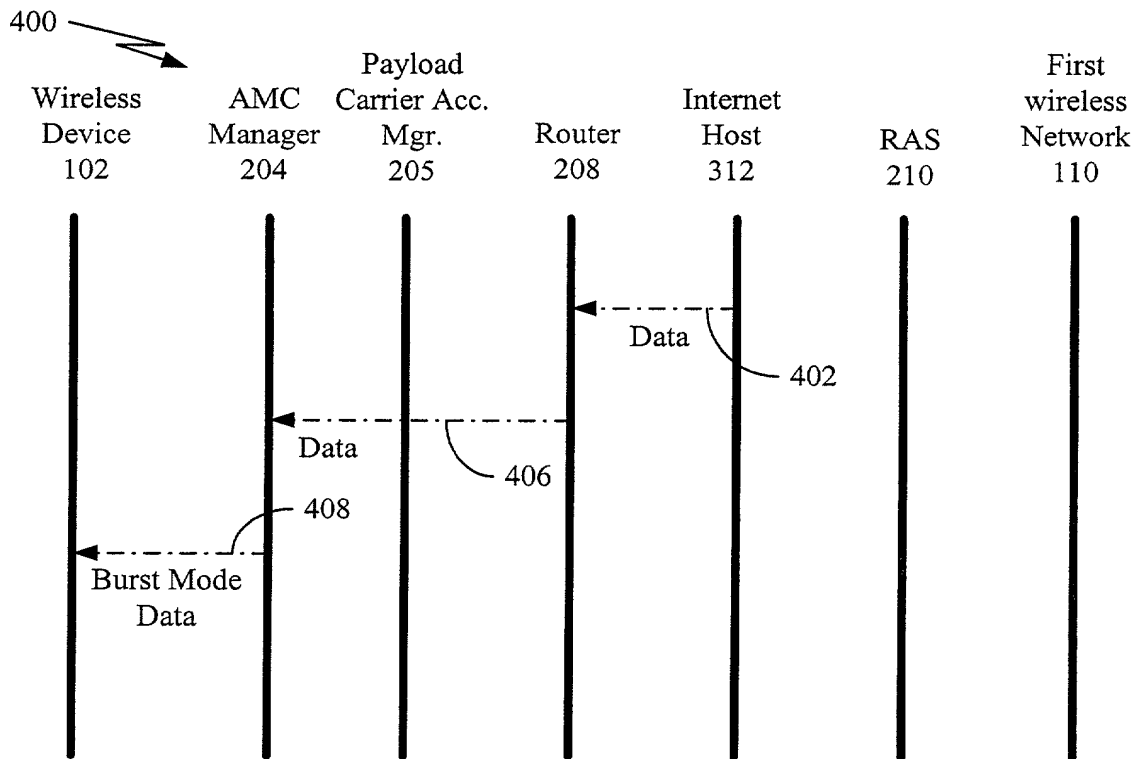 400
Wireless
Device
102
AMC
Manager
204
Payload
Carrier Acc.
Mgr.
205
Router
208
Internet
Host
312
RAS
210
First
wireless
Network
110
Data
402
Data
406
408
Burst Mode
Data